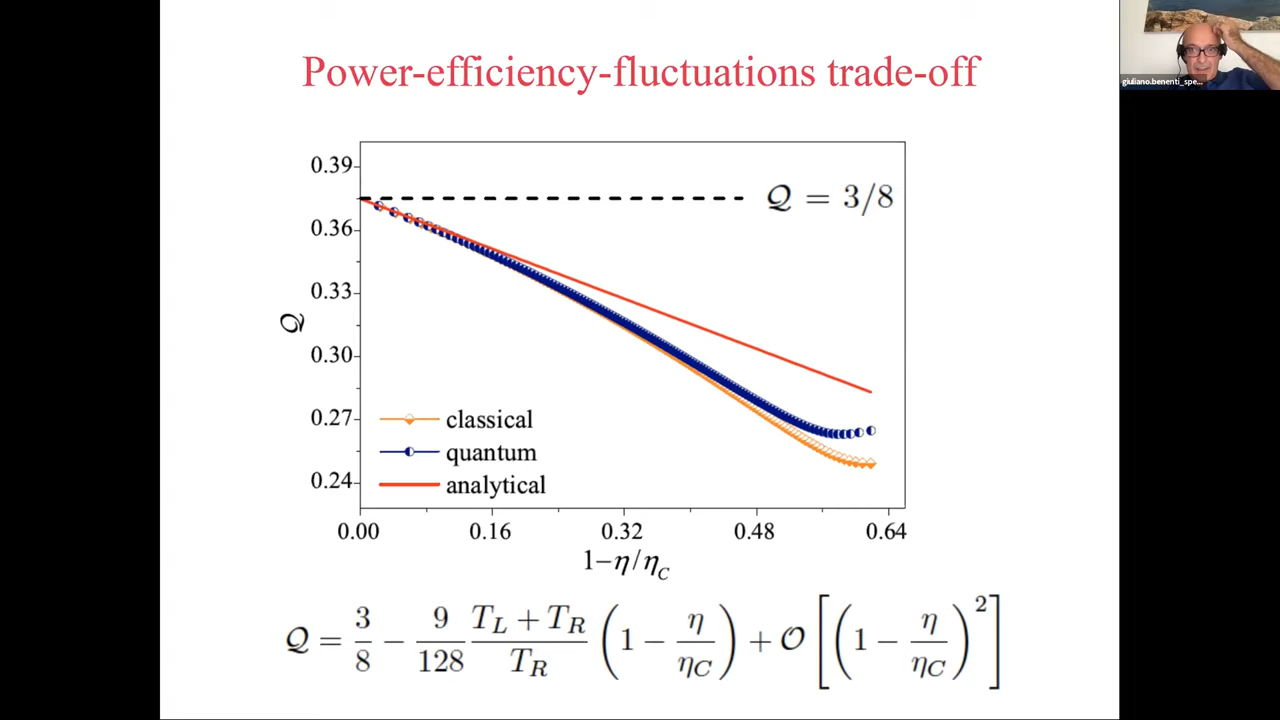 Power-efficiency-fluctuations trade-off
giuliano.benenti_spe...
0.39
0.36
0.33
0.30
0.27
0.24
𝒬
𝒬 = 3/8
classical
quantum
analytical
0.00 0.16 0.32 0.48 0.64
1−η/η_C
𝒬 = 3/8 − 9/128 (T_L + T_R)/T_R (1 − η/η_C) + 𝒪[(1 − η/η_C)^2]